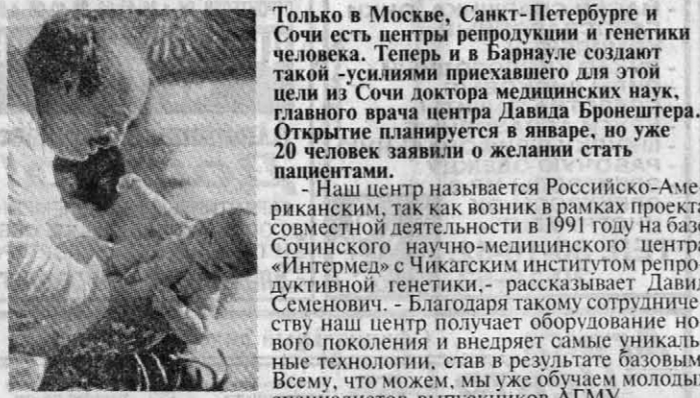 Только в Москве, Санкт-Петербурге и
Сочи есть центры репродукции и генетики
человека. Теперь и в Барнауле создают
такой -усилиями приехавшего для этой
цели из Сочи доктора медицинских наук,
главного врача центра Давида Бронештера.
Открытие планируется в январе, но уже
20 человек заявили о желании стать
пациентами.
- Наш центр называется Российско-Аме-
риканским, так как возник в рамках проекта
совместной деятельности в 1991 году на базе
Сочинского научно-медицинского центра
«Интермед» с Чикагским институтом репро-
дуктивной генетики,- рассказывает Давид
Семенович. - Благодаря такому сотрудниче-
ству наш центр получает оборудование но-
вого поколения и внедряет самые уникаль-
ные технологии, став в результате базовым.
Всему, что можем, мы уже обучаем молодых
специалистов-выпускников АГМУ